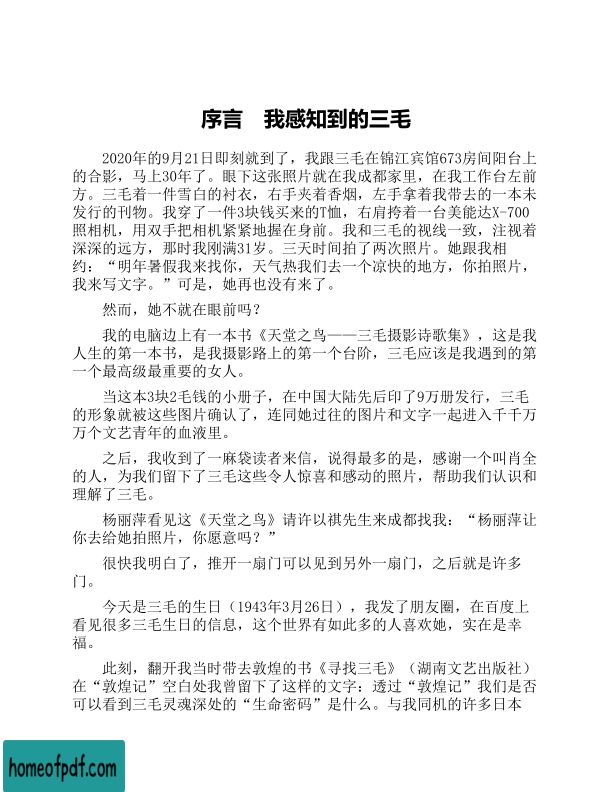 序言　我感知到的三毛
2020年的9月21日即刻就到了，我跟三毛在锦江宾馆673房间阳台上
的合影，马上30年了。眼下这张照片就在我成都家里，在我工作台左前
方。三毛着一件雪白的衬衣，右手夹着香烟，左手拿着我带去的一本未
发行的刊物。我穿了一件3块钱买来的T恤，右肩挎着一台美能达X-700
照相机，用双手把相机紧紧地握在身前。我和三毛的视线一致，注视着
深深的远方，那时我刚满31岁。三天时间拍了两次照片。她跟我相
约：“明年暑假我来找你，天气热我们去一个凉快的地方，你拍照片，
我来写文字。”可是，她再也没有来了。
然而，她不就在眼前吗？
我的电脑边上有一本书《天堂之鸟——三毛摄影诗歌集》，这是我
人生的第一本书，是我摄影路上的第一个台阶，三毛应该是我遇到的第
一个最高级最重要的女人。
当这本3块2毛钱的小册子，在中国大陆先后印了9万册发行，三毛
的形象就被这些图片确认了，连同她过往的图片和文字一起进入千千万
万个文艺青年的血液里。
之后，我收到了一麻袋读者来信，说得最多的是，感谢一个叫肖全
的人，为我们留下了三毛这些令人惊喜和感动的照片，帮助我们认识和
理解了三毛。
杨丽萍看见这《天堂之鸟》请许以祺先生来成都找我：“杨丽萍让
你去给她拍照片，你愿意吗？”
很快我明白了，推开一扇门可以见到另外一扇门，之后就是许多
门。
今天是三毛的生日（1943年3月26日），我发了朋友圈，在百度上
看见很多三毛生日的信息，这个世界有如此多的人喜欢她，实在是幸
福。
此刻，翻开我当时带去敦煌的书《寻找三毛》（湖南文艺出版社）
在“敦煌记”空白处我曾留下了这样的文字：透过“敦煌记”我们是否
可以看到三毛灵魂深处的“生命密码”是什么。与我同机的许多日本
homeofpdf.com